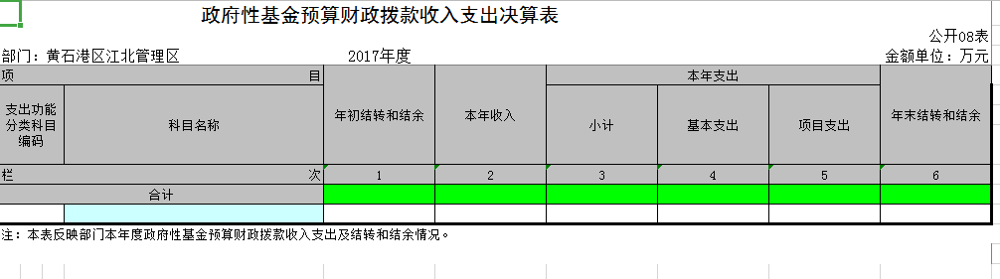 政府性基金预算财政拨款收入支出决算表
公开08表
部门：黄石港区江北管理区 2017年度 金额单位：万元
项 目 年初结转和结余 本年收入 本年支出 年末结转和结余
支出功能分类科目编码 科目名称 小计 基本支出 项目支出
栏 次 1 2 3 4 5 6
合计
注：本表反映部门本年度政府性基金预算财政拨款收入支出及结转和结余情况。